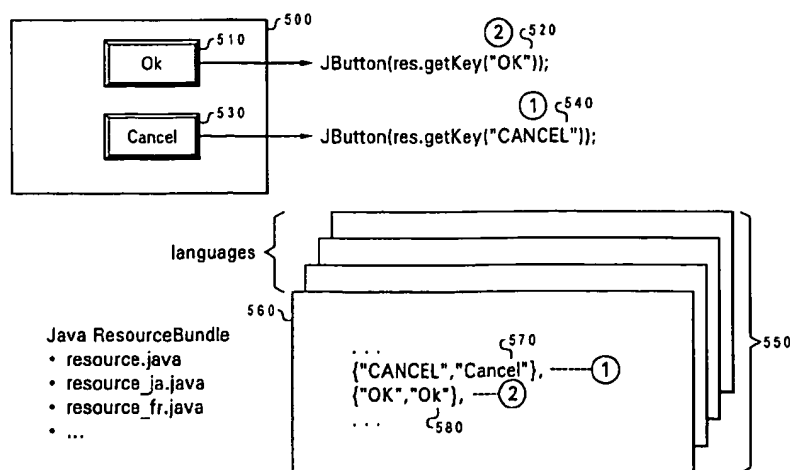 500
510
Ok
② 520
JButton(res.getKey("OK"));
530
Cancel
① 540
JButton(res.getKey("CANCEL"));
languages
560
550
Java ResourceBundle
• resource.java
• resource_ja.java
• resource_fr.java
• ...
. . .
570
{"CANCEL","Cancel"}, ①
{"OK","Ok"}, ②
. . .
580